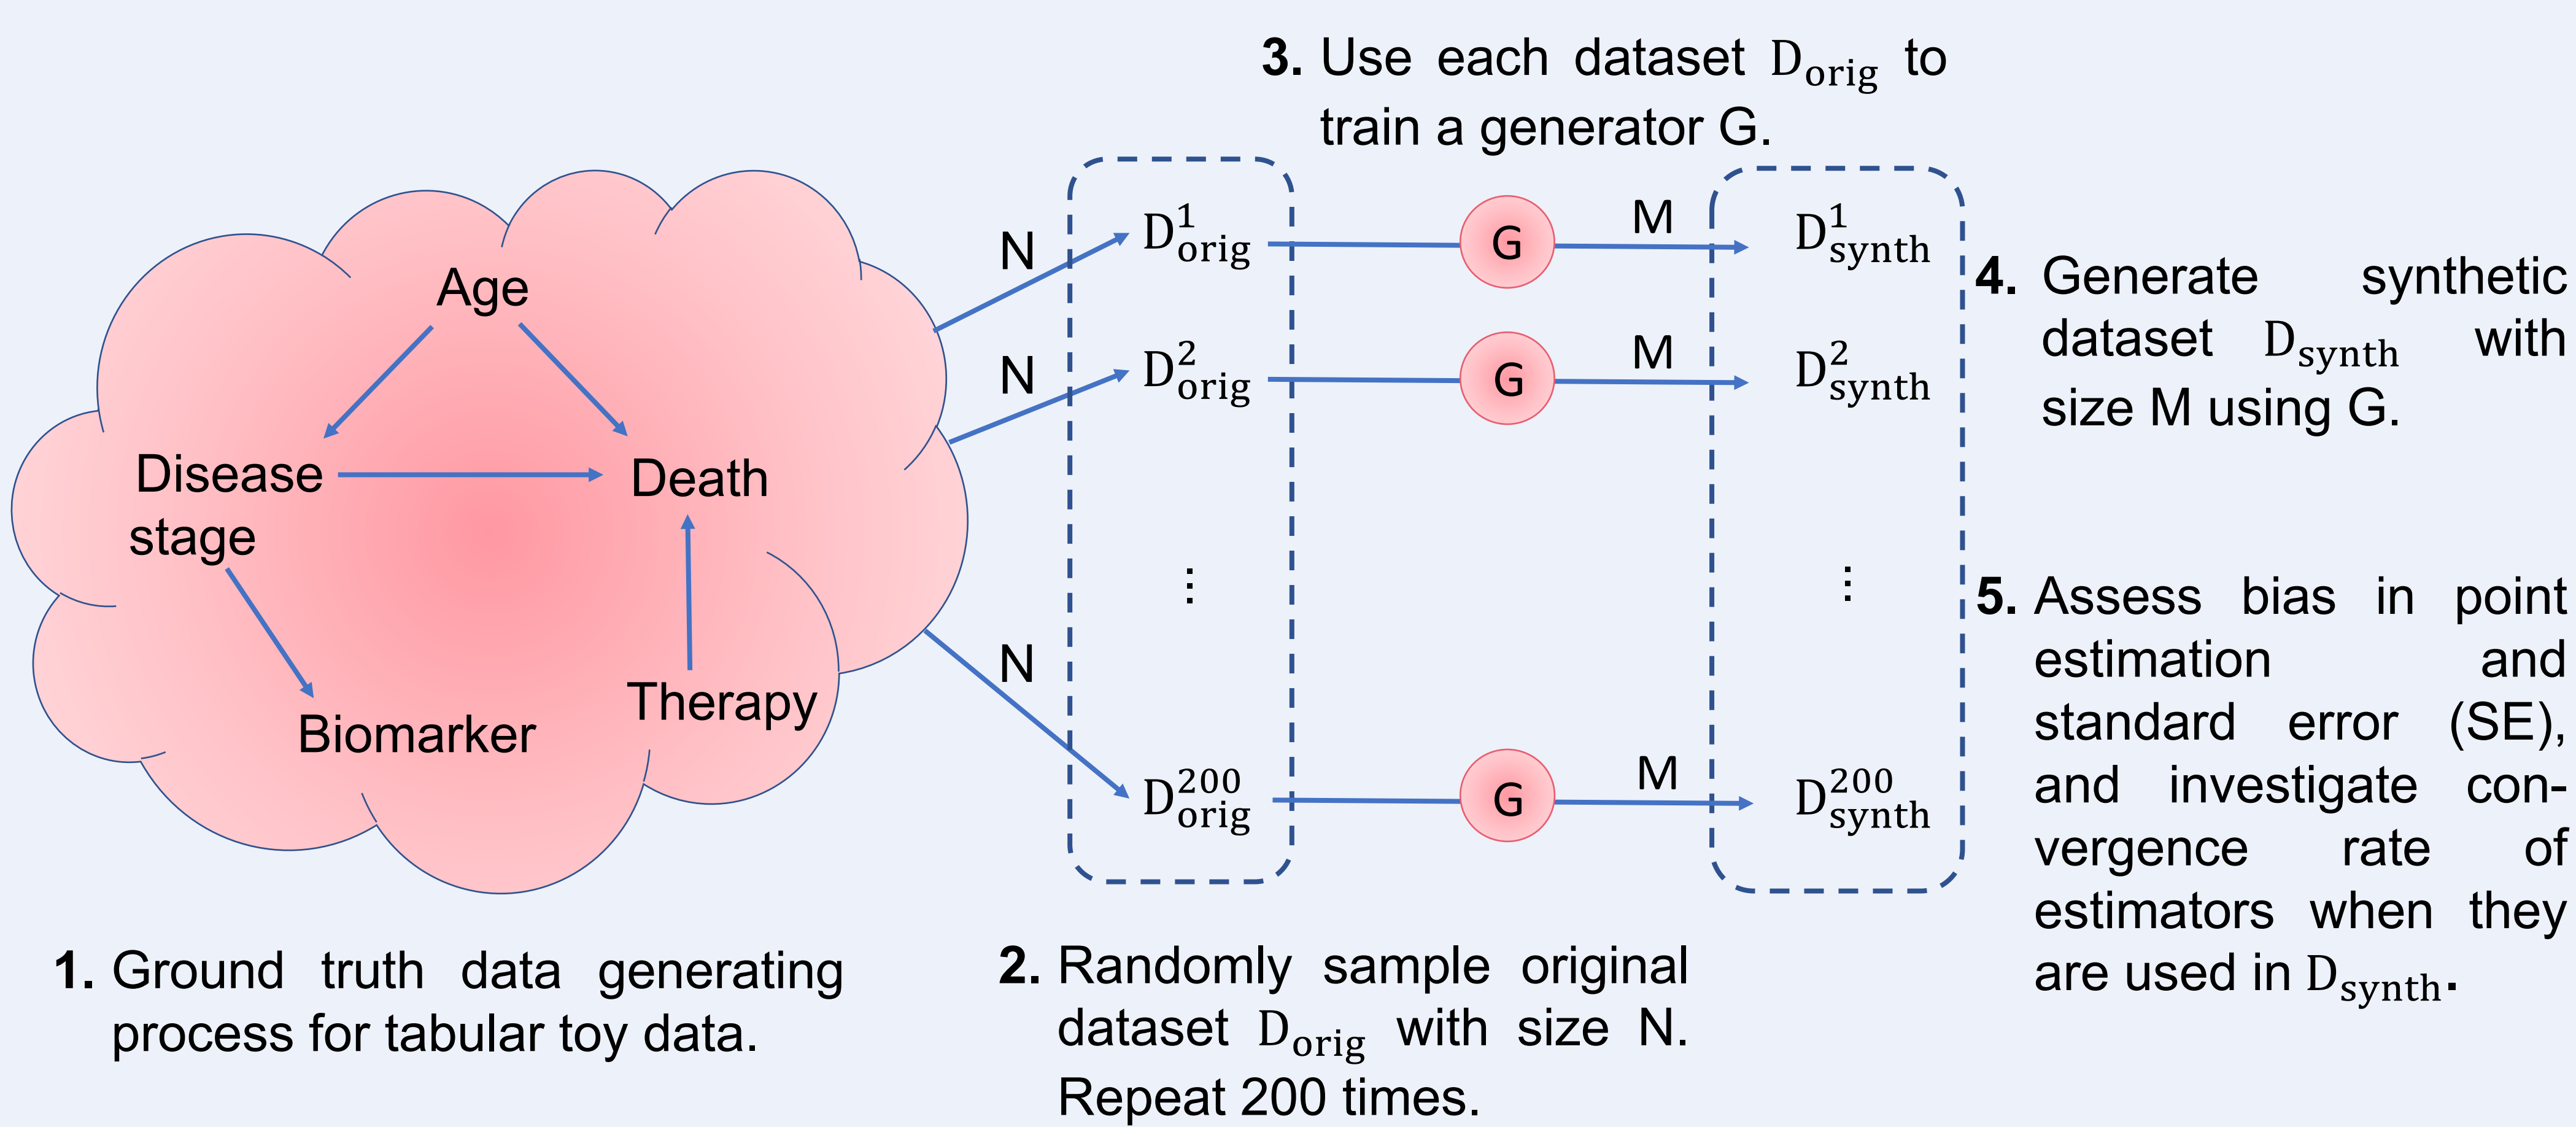 3. Use each dataset D_orig to
train a generator G.
Age
Disease
stage
Death
Biomarker
Therapy
N
N
N
D^1_orig
D^2_orig
⋮
D^200_orig
G
G
G
M
M
M
D^1_synth
D^2_synth
⋮
D^200_synth
4. Generate synthetic
dataset D_synth with
size M using G.
5. Assess bias in point
estimation and
standard error (SE),
and investigate con-
vergence rate of
estimators when they
are used in D_synth.
1. Ground truth data generating
process for tabular toy data.
2. Randomly sample original
dataset D_orig with size N.
Repeat 200 times.